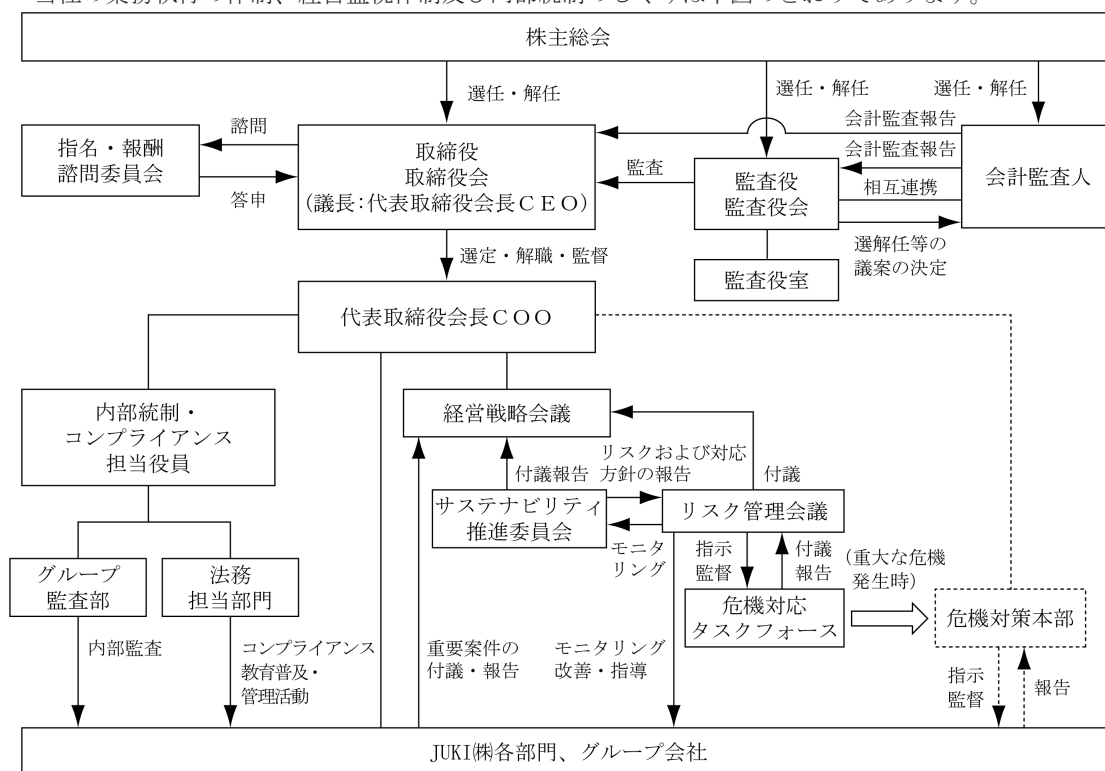 当社の業務執行の体制、経営監視体制及び内部統制のしくみは下図のとおりであります。
株主総会
選任・解任
選任・解任
選任・解任
指名・報酬
諮問委員会
諮問
答申
取締役
取締役会
(議長:代表取締役会長CEO)
監査
会計監査報告
会計監査報告
相互連携
監査役
監査役会
会計監査人
選解任等の
議案の決定
監査役室
選定・解職・監督
代表取締役会長COO
内部統制・
コンプライアンス
担当役員
経営戦略会議
付議報告
リスクおよび対応
方針の報告
付議
サステナビリティ
推進委員会
リスク管理会議
モニタ
リング
指示
監督
付議
報告
(重大な危機
発生時)
グループ
監査部
法務
担当部門
危機対応
タスクフォース
危機対策本部
内部監査
コンプライアンス
教育普及・
管理活動
重要案件の
付議・報告
モニタリング
改善・指導
指示
監督
報告
JUKI㈱各部門、グループ会社